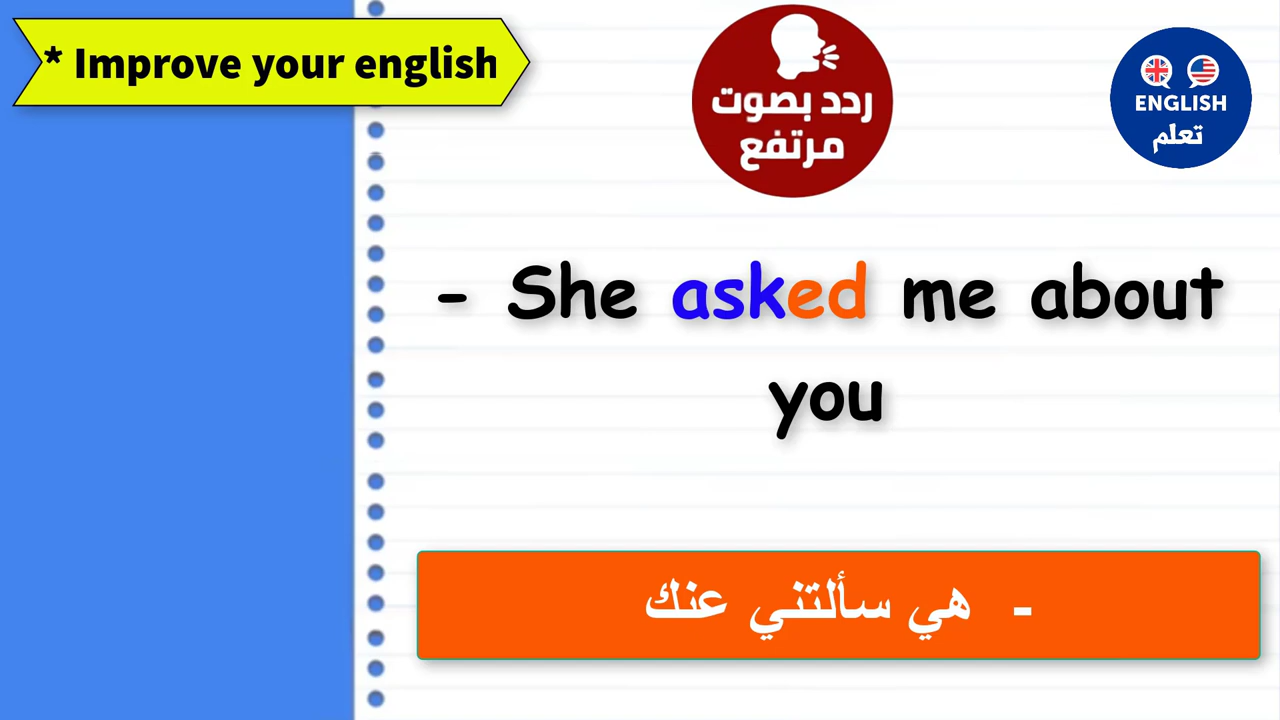 * Improve your english
ردد بصوت
مرتفع
ENGLISH
تعلم
- She asked me about
you
- هي سألتني عنك